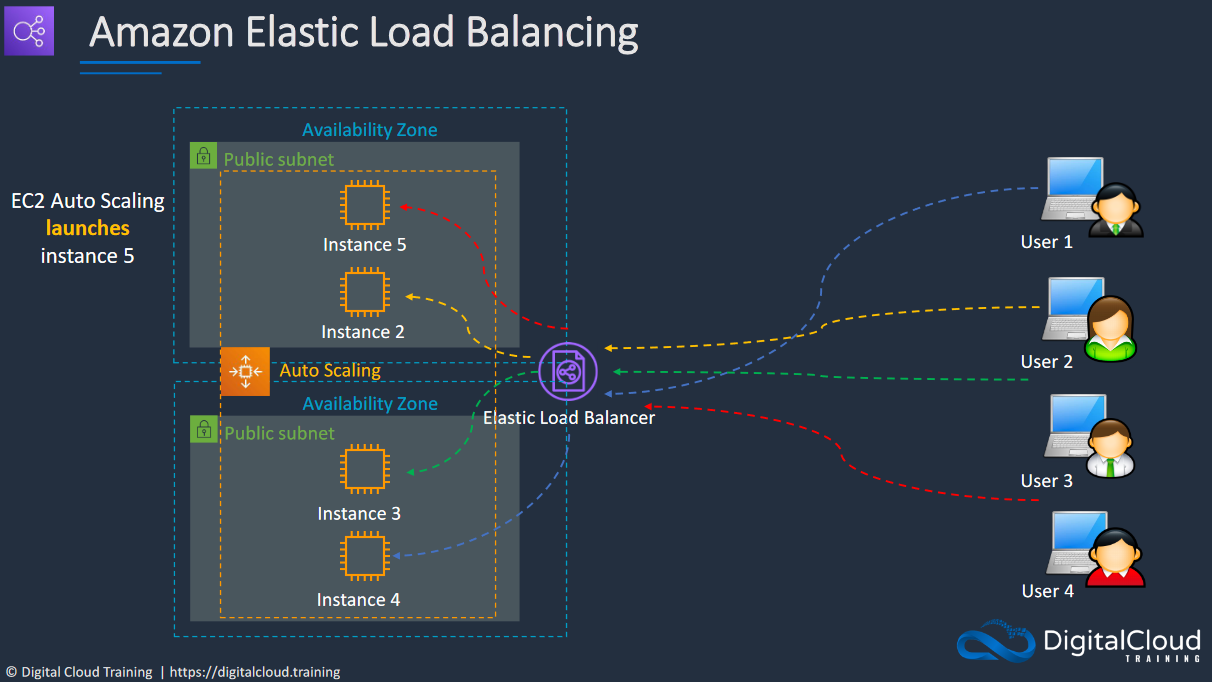 Amazon Elastic Load Balancing
Availability Zone
Public subnet
EC2 Auto Scaling
launches
instance 5
Instance 5
Instance 2
Auto Scaling
Availability Zone
Public subnet
Elastic Load Balancer
Instance 3
Instance 4
User 1
User 2
User 3
User 4
DigitalCloud
TRAINING
© Digital Cloud Training | https://digitalcloud.training